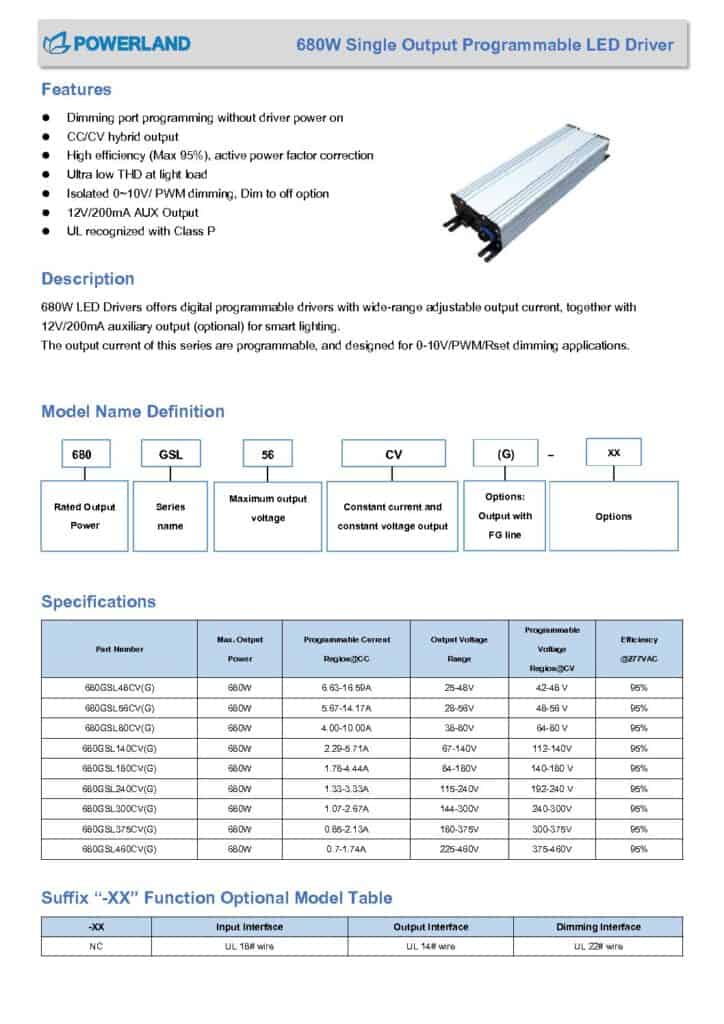 POWERLAND 680W Single Output Programmable LED Driver
Features
● Dimming port programming without driver power on
● CC/CV hybrid output
● High efficiency (Max 95%), active power factor correction
● Ultra low THD at light load
● Isolated 0~10V/ PWM dimming, Dim to off option
● 12V/200mA AUX Output
● UL recognized with Class P
Description
680W LED Drivers offers digital programmable drivers with wide-range adjustable output current, together with
12V/200mA auxiliary output (optional) for smart lighting.
The output current of this series are programmable, and designed for 0-10V/PWM/Rset dimming applications.
Model Name Definition
680 GSL 56 CV (G) – XX
Rated Output Power
Series name
Maximum output voltage
Constant current and constant voltage output
Options: Output with FG line
Options
Specifications
Part Number Max. Output Power Programmable Current Region@CC Output Voltage Range Programmable Voltage Region@CV Efficiency @277VAC
680GSL48CV(G) 680W 6.63-16.59A 25-48V 42-48 V 95%
680GSL56CV(G) 680W 5.67-14.17A 28-56V 48-56 V 95%
680GSL80CV(G) 680W 4.00-10.00A 38-80V 64-80 V 95%
680GSL140CV(G) 680W 2.29-5.71A 67-140V 112-140V 95%
680GSL180CV(G) 680W 1.78-4.44A 84-180V 140-180 V 95%
680GSL240CV(G) 680W 1.33-3.33A 115-240V 192-240 V 95%
680GSL300CV(G) 680W 1.07-2.67A 144-300V 240-300V 95%
680GSL375CV(G) 680W 0.85-2.13A 180-375V 300-375V 95%
680GSL460CV(G) 680W 0.7-1.74A 225-460V 375-460V 95%
Suffix “-XX” Function Optional Model Table
-XX Input Interface Output Interface Dimming Interface
NC UL 18# wire UL 14# wire UL 22# wire